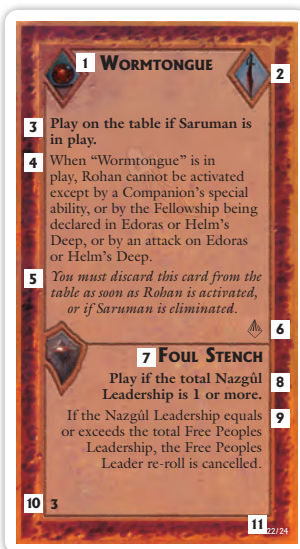 1 WORMTONGUE
2
3 Play on the table if Saruman is
in play.
4 When “Wormtongue” is in
play, Rohan cannot be activated
except by a Companion’s special
ability, or by the Fellowship being
declared in Edoras or Helm’s
Deep, or by an attack on Edoras
or Helm’s Deep.
5 You must discard this card from the
table as soon as Rohan is activated,
or if Saruman is eliminated.
6
7 FOUL STENCH
Play if the total Nazgûl 8
Leadership is 1 or more.
If the Nazgûl Leadership equals 9
or exceeds the total Free Peoples
Leadership, the Free Peoples
Leader re-roll is cancelled.
10 3
11 22/24